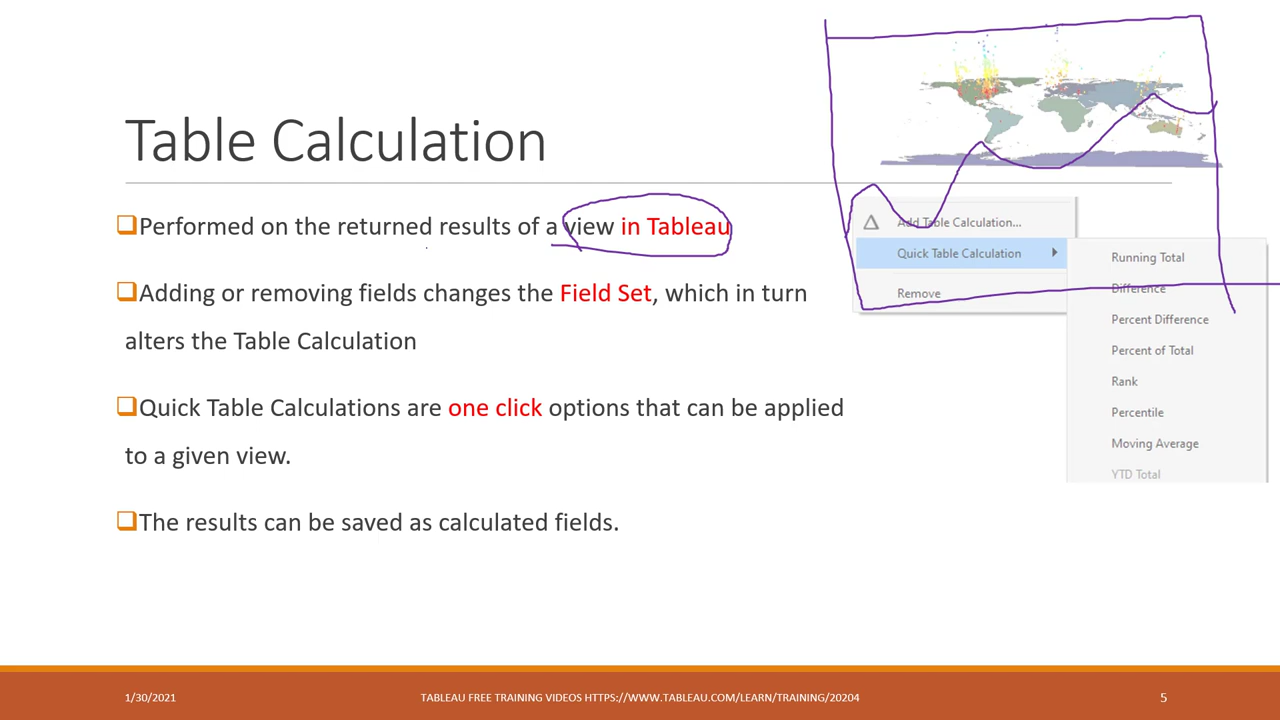 Table Calculation
Performed on the returned results of a view in Tableau
Adding or removing fields changes the Field Set, which in turn
alters the Table Calculation
Quick Table Calculations are one click options that can be applied
to a given view.
The results can be saved as calculated fields.
Add Table Calculation...
Quick Table Calculation
Remove
Running Total
Difference
Percent Difference
Percent of Total
Rank
Percentile
Moving Average
YTD Total
1/30/2021
TABLEAU FREE TRAINING VIDEOS HTTPS://WWW.TABLEAU.COM/LEARN/TRAINING/20204
5